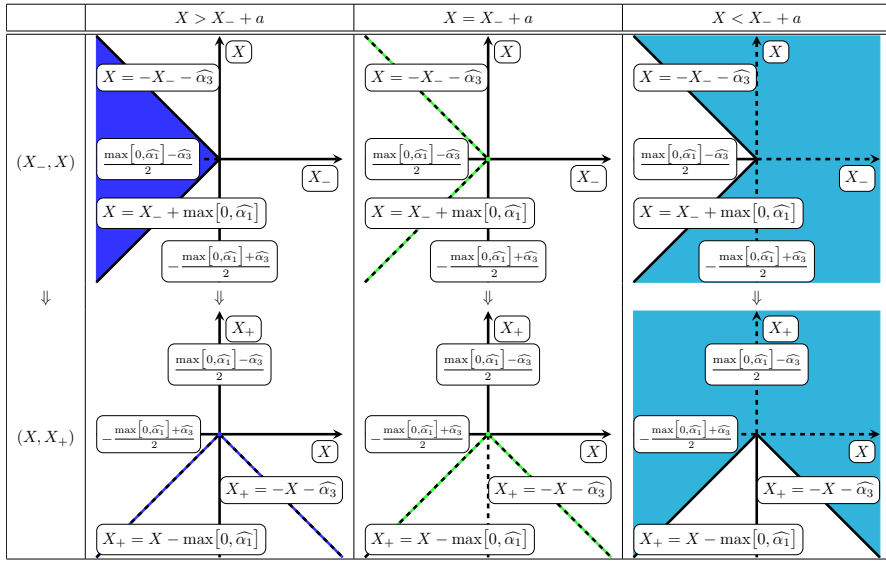 X > X_- + a
X = X_- + a
X < X_- + a
(X_-, X)
X
X = -X_- - \widehat{\alpha_3}
\frac{\max[0,\widehat{\alpha_1}]-\widehat{\alpha_3}}{2}
X_-
X = X_- + \max[0,\widehat{\alpha_1}]
-\frac{\max[0,\widehat{\alpha_1}]+\widehat{\alpha_3}}{2}
X
X = -X_- - \widehat{\alpha_3}
\frac{\max[0,\widehat{\alpha_1}]-\widehat{\alpha_3}}{2}
X_-
X = X_- + \max[0,\widehat{\alpha_1}]
-\frac{\max[0,\widehat{\alpha_1}]+\widehat{\alpha_3}}{2}
X
X = -X_- - \widehat{\alpha_3}
\frac{\max[0,\widehat{\alpha_1}]-\widehat{\alpha_3}}{2}
X_-
X = X_- + \max[0,\widehat{\alpha_1}]
-\frac{\max[0,\widehat{\alpha_1}]+\widehat{\alpha_3}}{2}
⇓ ⇓ ⇓ ⇓
(X, X_+)
X_+
\frac{\max[0,\widehat{\alpha_1}]-\widehat{\alpha_3}}{2}
-\frac{\max[0,\widehat{\alpha_1}]+\widehat{\alpha_3}}{2}
X
X_+ = -X - \widehat{\alpha_3}
X_+ = X - \max[0,\widehat{\alpha_1}]
X_+
\frac{\max[0,\widehat{\alpha_1}]-\widehat{\alpha_3}}{2}
-\frac{\max[0,\widehat{\alpha_1}]+\widehat{\alpha_3}}{2}
X
X_+ = -X - \widehat{\alpha_3}
X_+ = X - \max[0,\widehat{\alpha_1}]
X_+
\frac{\max[0,\widehat{\alpha_1}]-\widehat{\alpha_3}}{2}
-\frac{\max[0,\widehat{\alpha_1}]+\widehat{\alpha_3}}{2}
X
X_+ = -X - \widehat{\alpha_3}
X_+ = X - \max[0,\widehat{\alpha_1}]